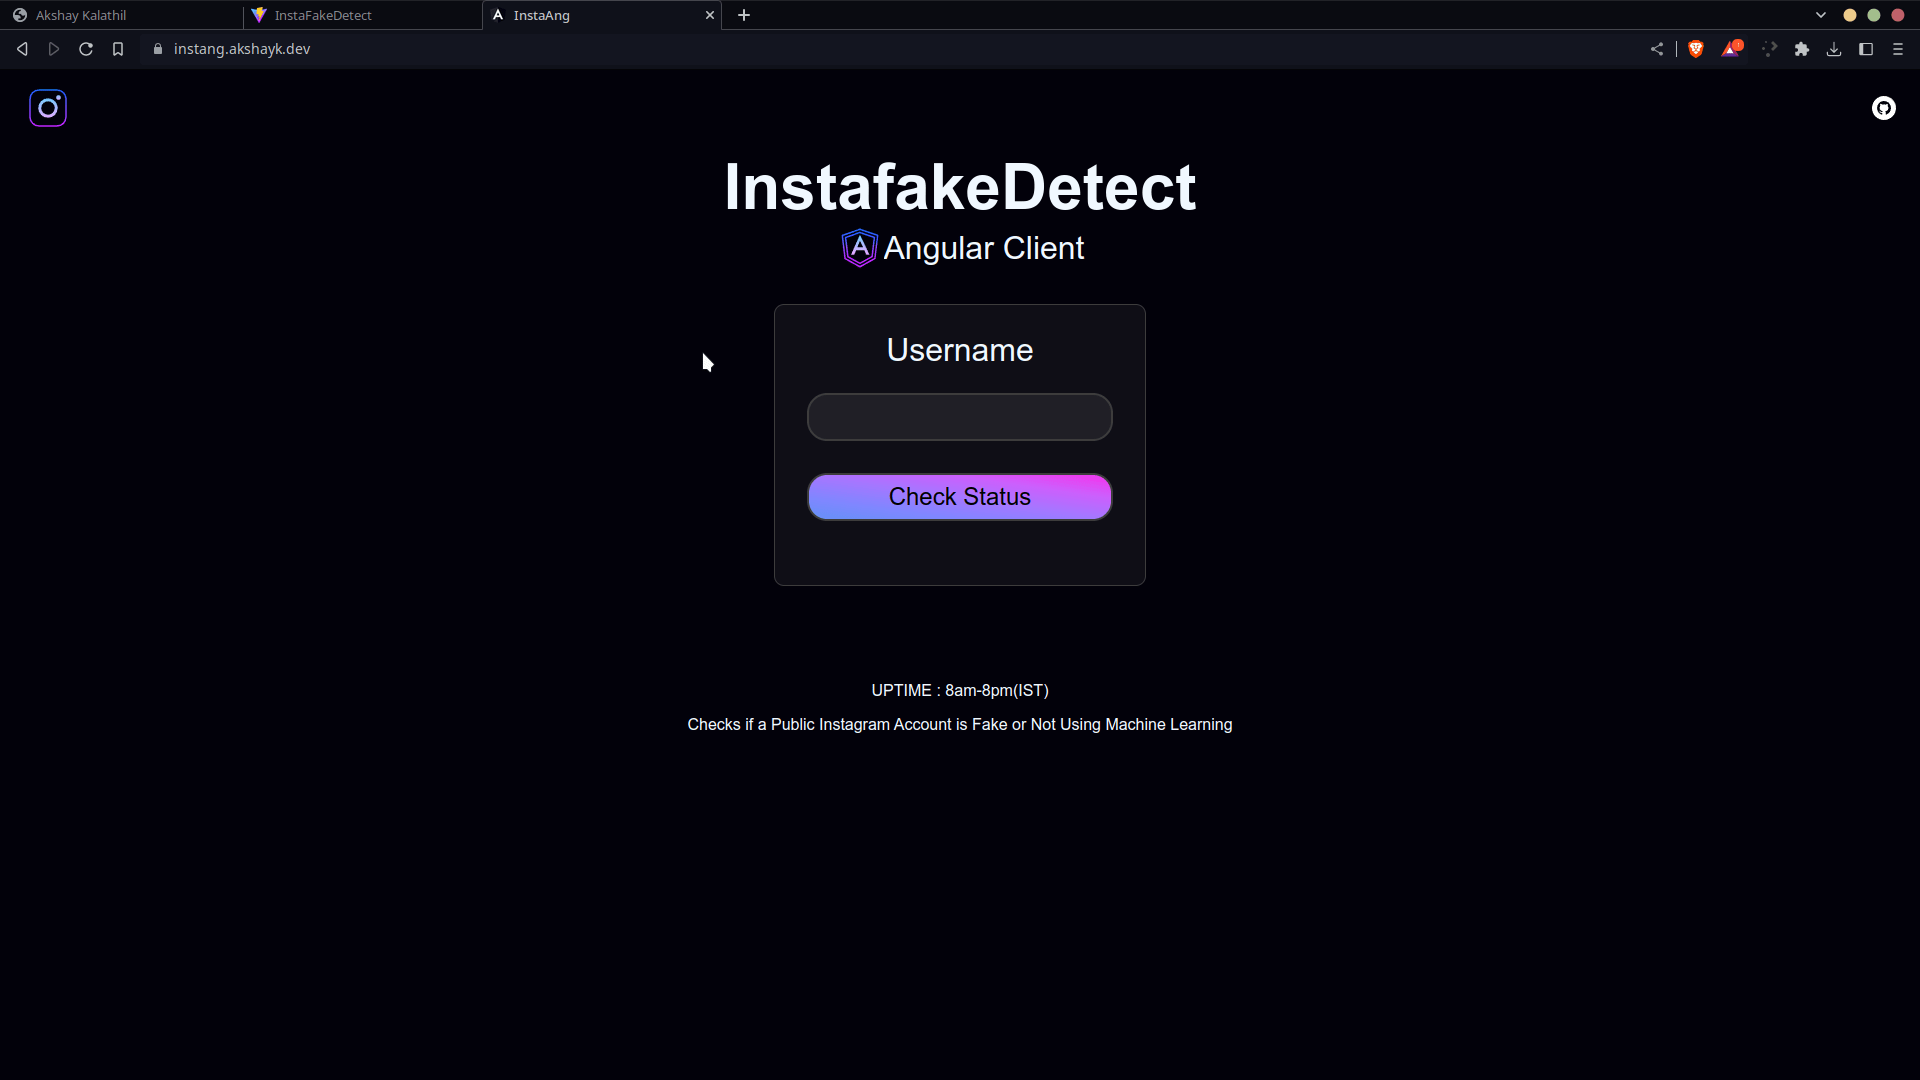 Akshay Kalathil
InstaFakeDetect
InstaAng
instang.akshayk.dev
InstafakeDetect
Angular Client
Username
Check Status
UPTIME : 8am-8pm(IST)
Checks if a Public Instagram Account is Fake or Not Using Machine Learning